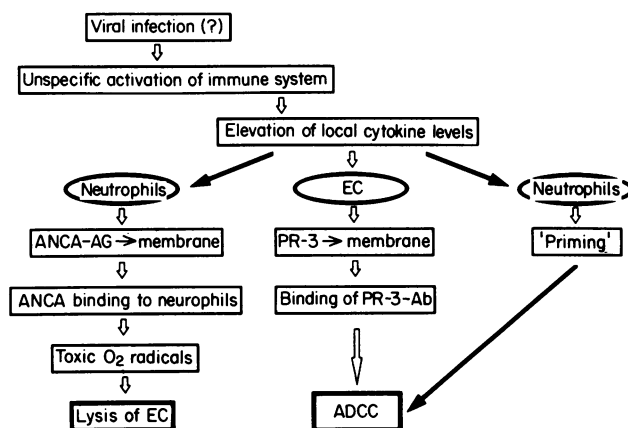 Viral infection (?)
Unspecific activation of immune system
Elevation of local cytokine levels
Neutrophils
EC
Neutrophils
ANCA-AG → membrane
PR-3 → membrane
'Priming'
ANCA binding to neurophils
Binding of PR-3-Ab
Toxic O₂ radicals
Lysis of EC
ADCC